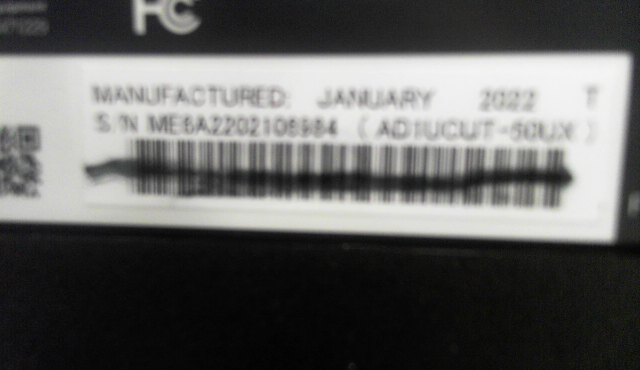 FC
MANUFACTURED: JANUARY 2022 T
S/N ME6A2202106984 ( AD1UCUT-50UX )